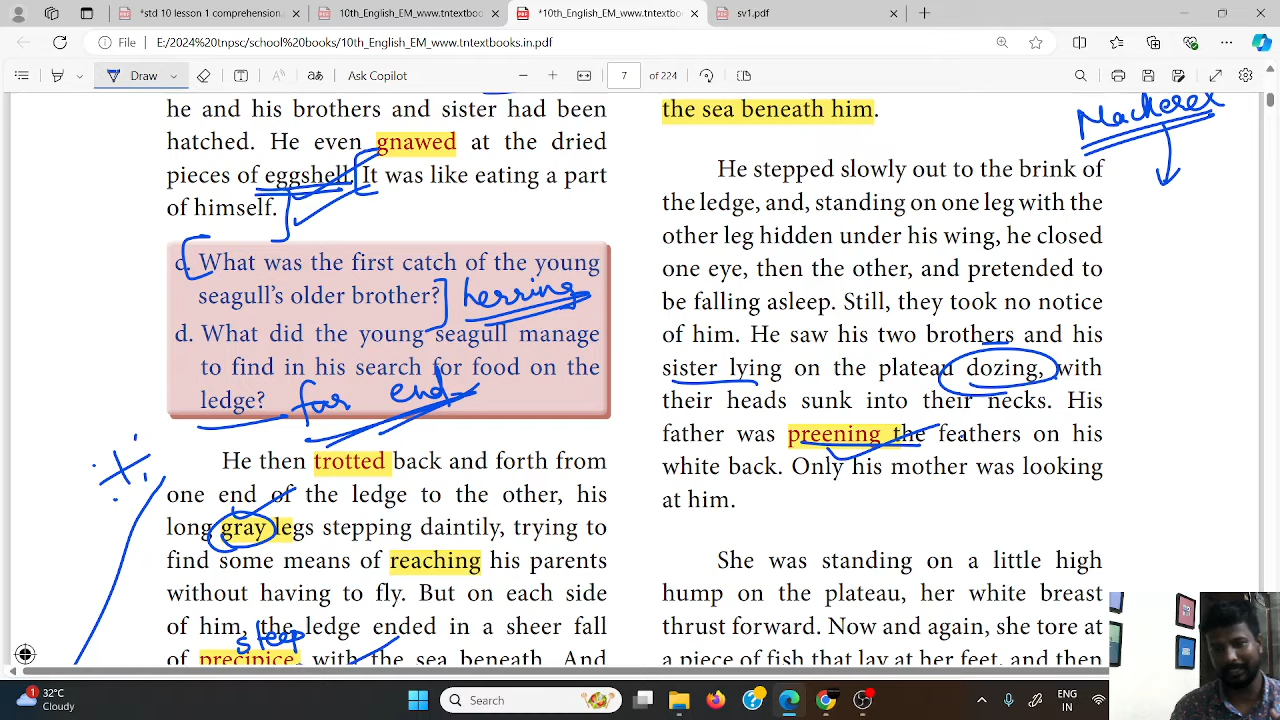 *std 10 lesson 1 comprehension.
10th_English_EM_www.tntextbooks
*10th_English_EM_www.tntextbo
sv1.pdf
File
E:/2024%20tnpsc/school%20books/10th_English_EM_www.tntextbooks.in.pdf
Draw
Ask Copilot
7 of 224
he and his brothers and sister had been
hatched. He even gnawed at the dried
pieces of eggshell. It was like eating a part
of himself.
c. What was the first catch of the young
seagull's older brother?
herring
d. What did the young seagull manage
to find in his search for food on the
ledge?
far end
He then trotted back and forth from
one end of the ledge to the other, his
long gray legs stepping daintily, trying to
find some means of reaching his parents
without having to fly. But on each side
of him, the ledge ended in a sheer fall
steep
of precipice, with the sea beneath. And
the sea beneath him.
Mackerel
He stepped slowly out to the brink of
the ledge, and, standing on one leg with the
other leg hidden under his wing, he closed
one eye, then the other, and pretended to
be falling asleep. Still, they took no notice
of him. He saw his two brothers and his
sister lying on the plateau dozing, with
their heads sunk into their necks. His
father was preening the feathers on his
white back. Only his mother was looking
at him.
She was standing on a little high
hump on the plateau, her white breast
thrust forward. Now and again, she tore at
a piece of fish that lay at her feet, and then
1
32°C
Cloudy
Search
ENG
IN